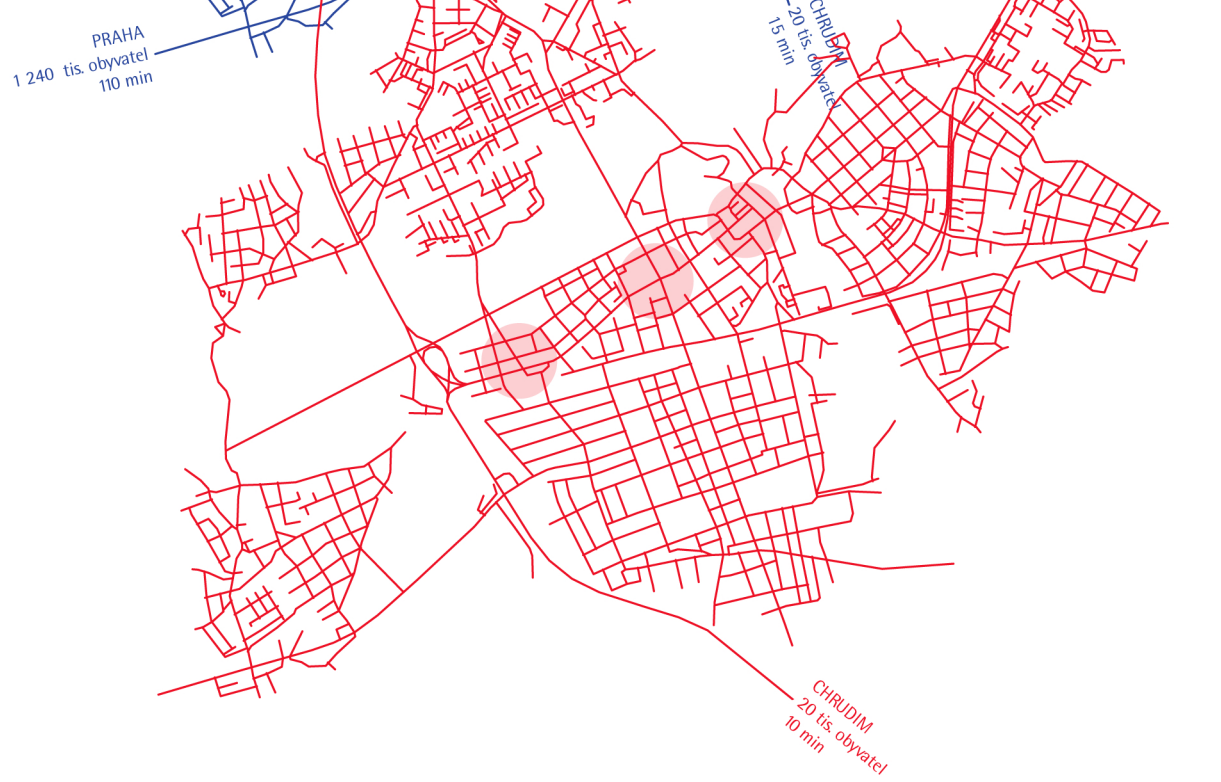 PRAHA
1 240 tis. obyvatel
110 min
CHRUDIM
20 tis. obyvatel
15 min
CHRUDIM
20 tis. obyvatel
10 min